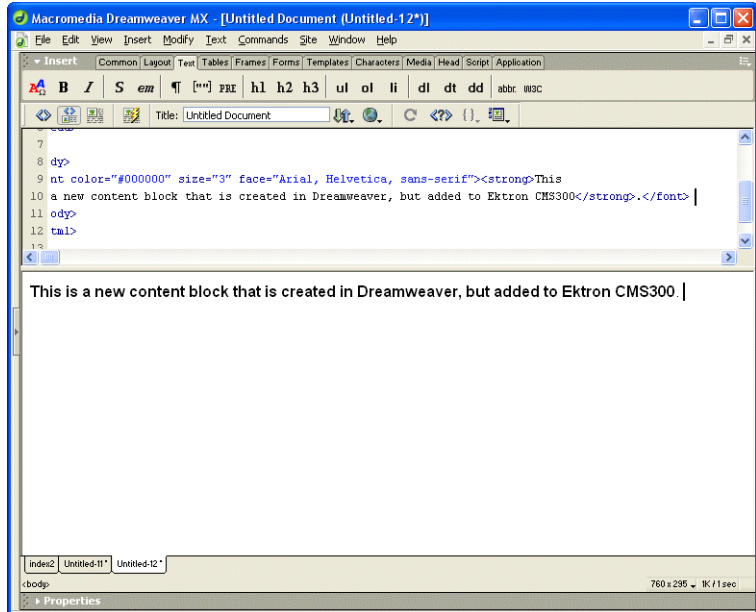 Macromedia Dreamweaver MX - [Untitled Document (Untitled-12*)]
File Edit View Insert Modify Text Commands Site Window Help
Insert Common Layout Text Tables Frames Forms Templates Characters Media Head Script Application
B I S em ¶ [""] PRE h1 h2 h3 ul ol li dl dt dd abbr. W3C
Title: Untitled Document
7
8 dy>
9 nt color="#000000" size="3" face="Arial, Helvetica, sans-serif"><strong>This
10 a new content block that is created in Dreamweaver, but added to Ektron CMS300</strong>.</font>
11 ody>
12 tml>
13
This is a new content block that is created in Dreamweaver, but added to Ektron CMS300.
index2 Untitled-11* Untitled-12*
<body> 760 x 295 1K / 1 sec
Properties